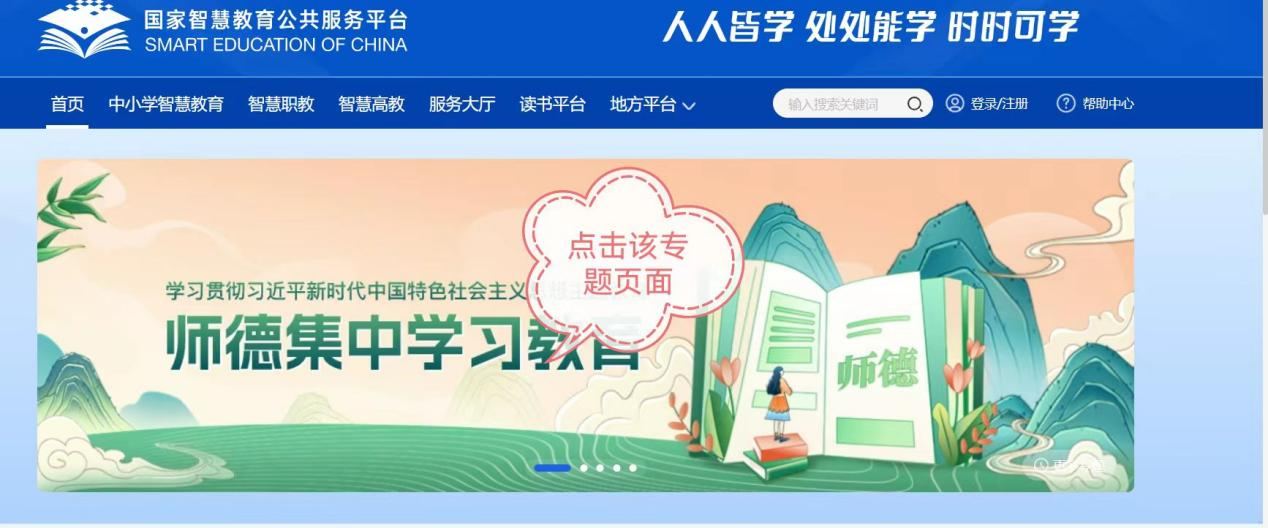 国家智慧教育公共服务平台
SMART EDUCATION OF CHINA
人人皆学 处处能学 时时可学
首页 中小学智慧教育 智慧职教 智慧高教 服务大厅 读书平台 地方平台
输入搜索关键词
登录/注册
帮助中心
点击该专
题页面
学习贯彻习近平新时代中国特色社会主义
师德集中学习教育
师德